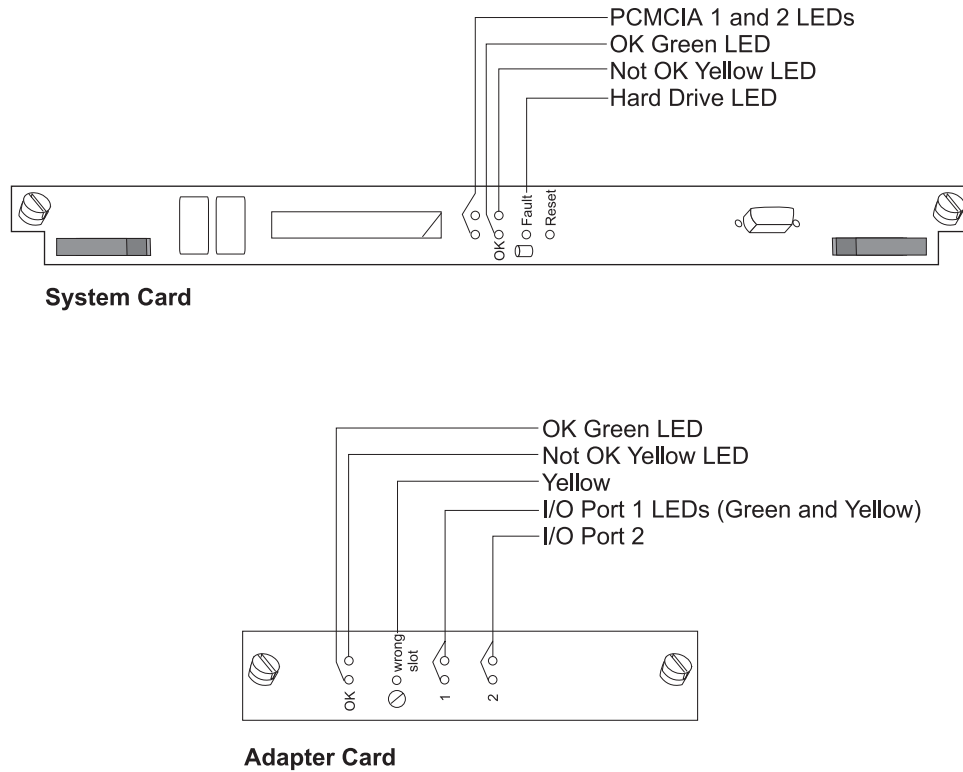 PCMCIA 1 and 2 LEDs
OK Green LED
Not OK Yellow LED
Hard Drive LED
OK
Fault
Reset
System Card
OK Green LED
Not OK Yellow LED
Yellow
I/O Port 1 LEDs (Green and Yellow)
I/O Port 2
OK
wrong
slot
1
2
Adapter Card